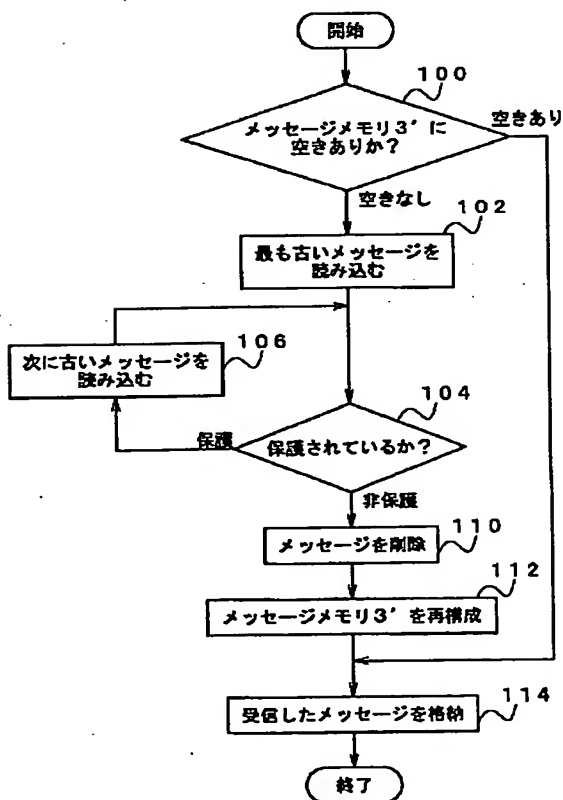 開始
100
メッセージメモリ3'に
空きありか?
空きあり
空きなし
102
最も古いメッセージを
読み込む
106
次に古いメッセージを
読み込む
104
保護されているか?
保護
非保護
110
メッセージを削除
112
メッセージメモリ3'を再構成
114
受信したメッセージを格納
終了